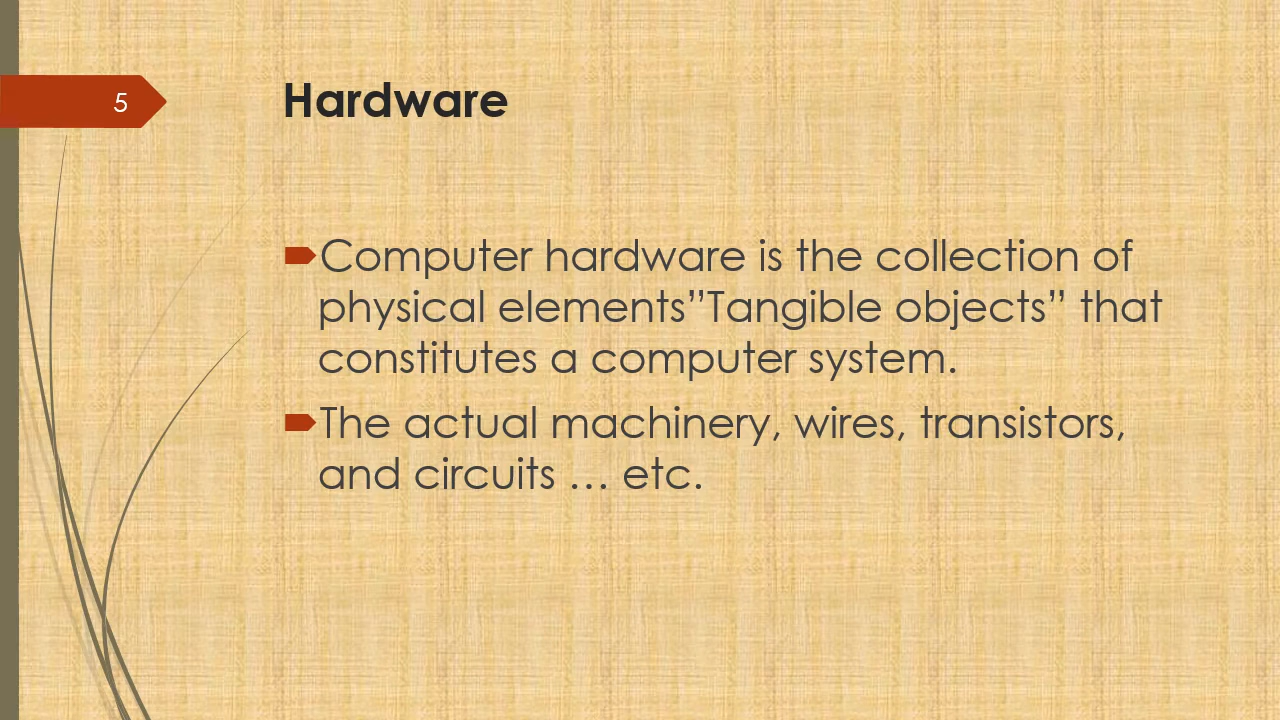 5
Hardware
Computer hardware is the collection of
physical elements”Tangible objects” that
constitutes a computer system.
The actual machinery, wires, transistors,
and circuits … etc.